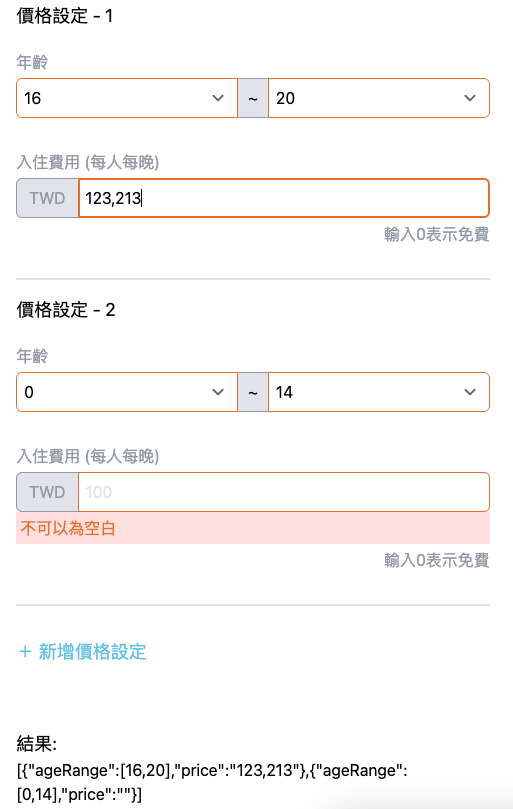 價格設定 - 1
年齡
16 ~ 20
入住費用 (每人每晚)
TWD 123,213
輸入0表示免費
價格設定 - 2
年齡
0 ~ 14
入住費用 (每人每晚)
TWD 100
不可以為空白
輸入0表示免費
+ 新增價格設定
結果:
[{"ageRange":[16,20],"price":"123,213"},{"ageRange":
[0,14],"price":""}]